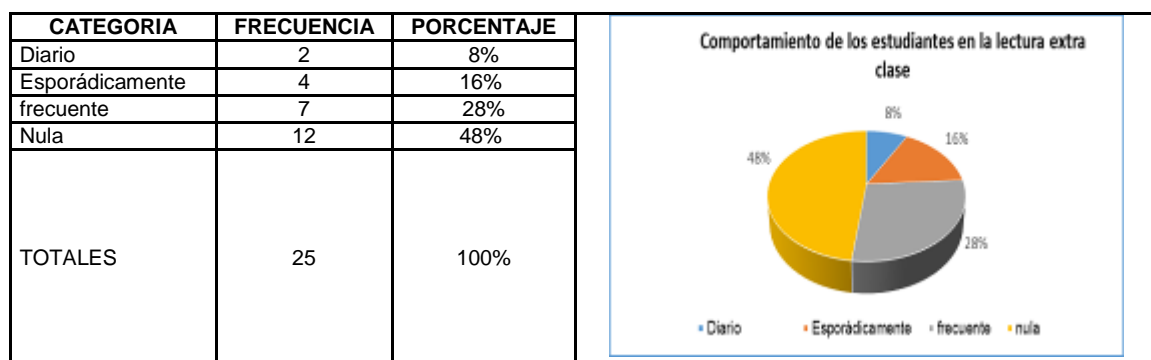 CATEGORIA FRECUENCIA PORCENTAJE
Diario 2 8%
Esporádicamente 4 16%
frecuente 7 28%
Nula 12 48%
TOTALES 25 100%
Comportamiento de los estudiantes en la lectura extra
clase
8%
16%
48%
28%
Diario Esporádicamente frecuente nula